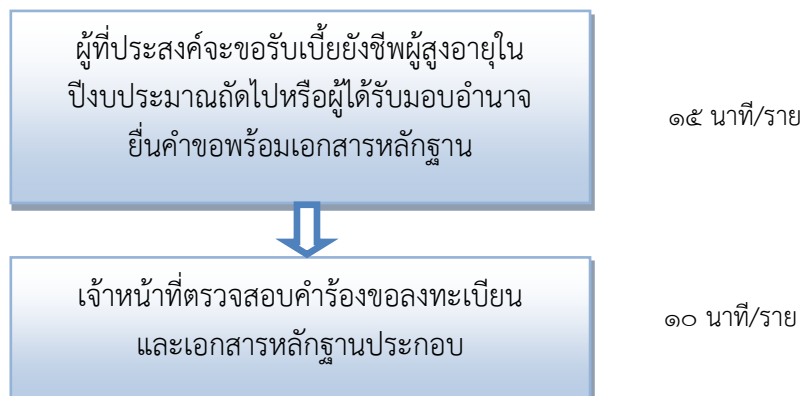 ผู้ที่ประสงค์จะขอรับเบี้ยยังชีพผู้สูงอายุใน
ปีงบประมาณถัดไปหรือผู้ได้รับมอบอำนาจ
ยื่นคำขอพร้อมเอกสารหลักฐาน
๑๕ นาที/ราย
เจ้าหน้าที่ตรวจสอบคำร้องขอลงทะเบียน
และเอกสารหลักฐานประกอบ
๑๐ นาที/ราย